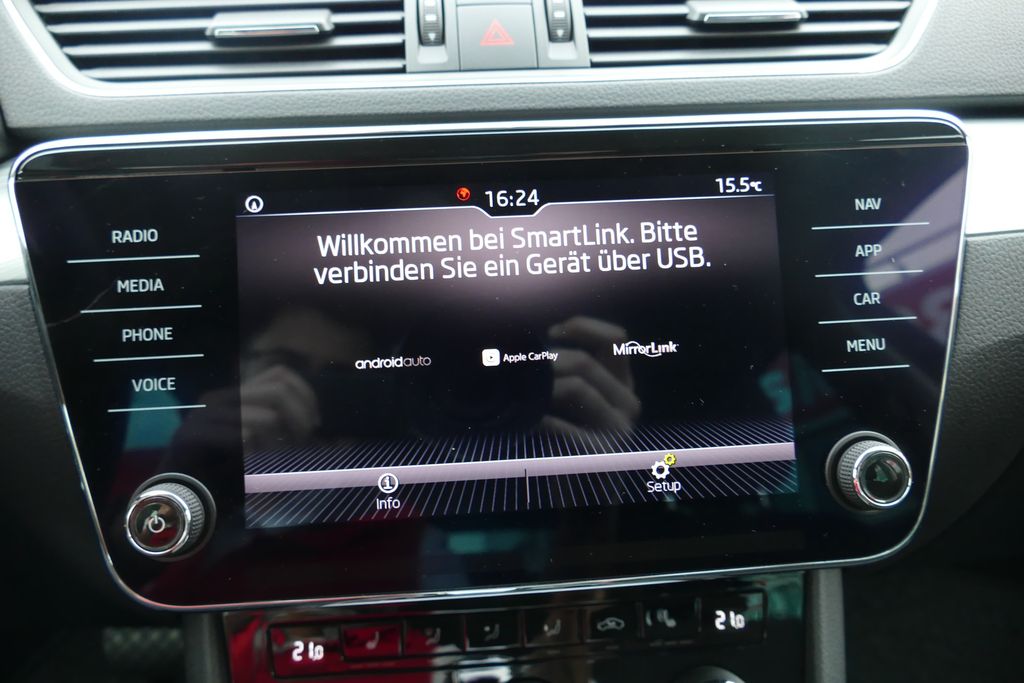 16:24
15.5°C
RADIO
MEDIA
PHONE
VOICE
Willkommen bei SmartLink. Bitte
verbinden Sie ein Gerät über USB.
androidauto
Apple CarPlay
MirrorLink
Info
Setup
NAV
APP
CAR
MENU
21.0
21.0